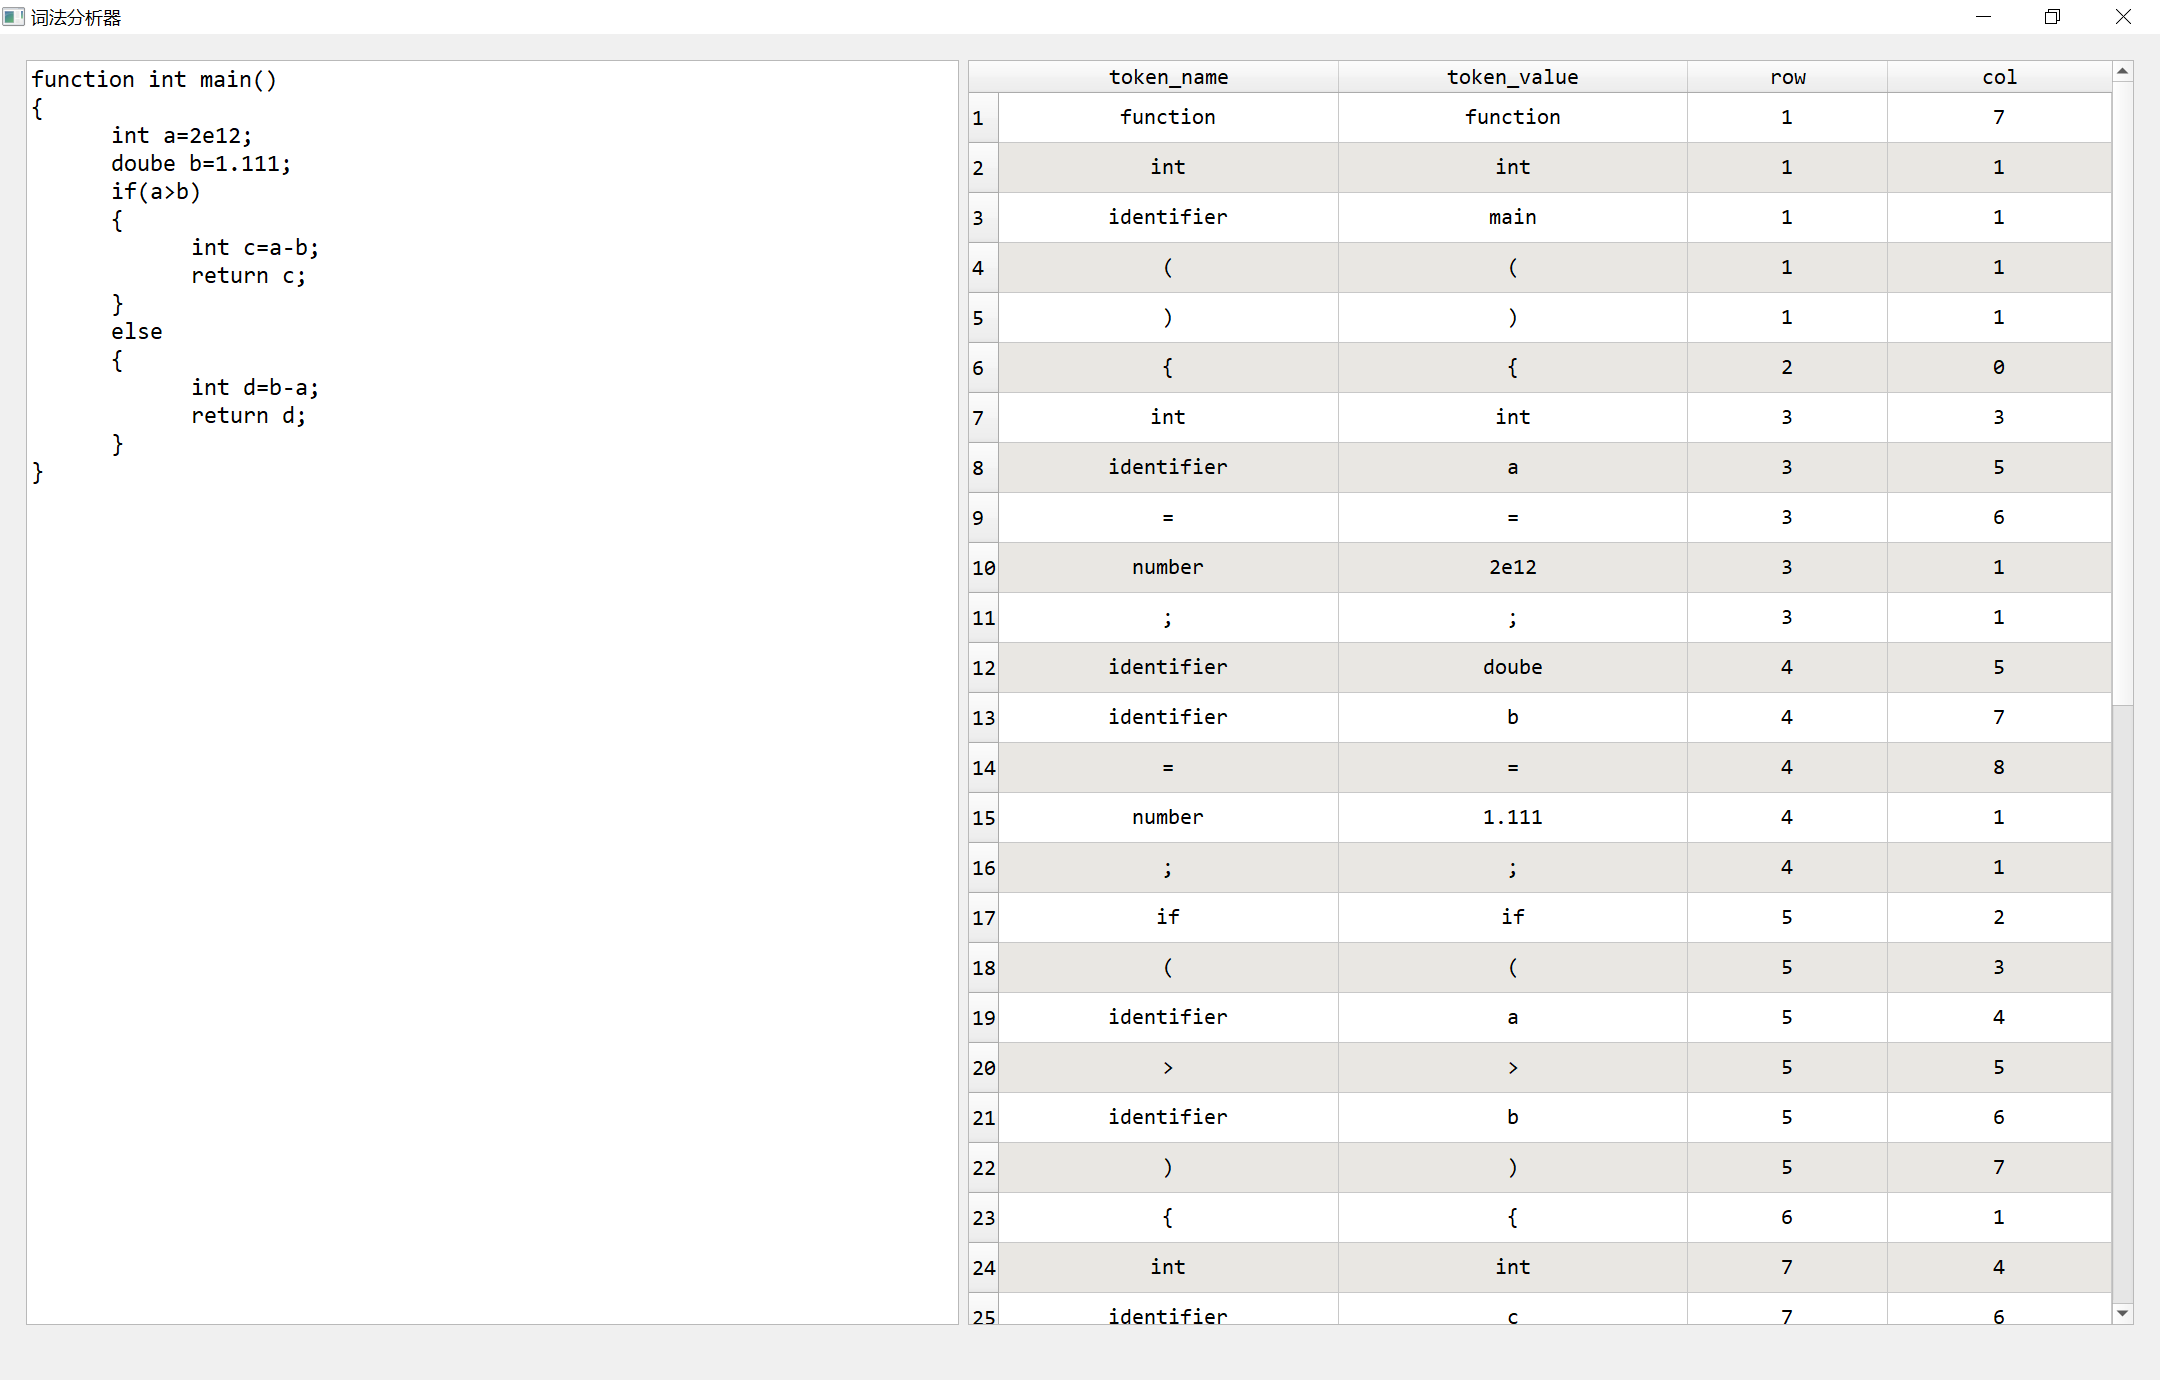 词法分析器
function int main()
{
int a=2e12;
doube b=1.111;
if(a>b)
{
int c=a-b;
return c;
}
else
{
int d=b-a;
return d;
}
}
token_name token_value row col
1 function function 1 7
2 int int 1 1
3 identifier main 1 1
4 ( ( 1 1
5 ) ) 1 1
6 { { 2 0
7 int int 3 3
8 identifier a 3 5
9 = = 3 6
10 number 2e12 3 1
11 ; ; 3 1
12 identifier doube 4 5
13 identifier b 4 7
14 = = 4 8
15 number 1.111 4 1
16 ; ; 4 1
17 if if 5 2
18 ( ( 5 3
19 identifier a 5 4
20 > > 5 5
21 identifier b 5 6
22 ) ) 5 7
23 { { 6 1
24 int int 7 4
25 identifier c 7 6